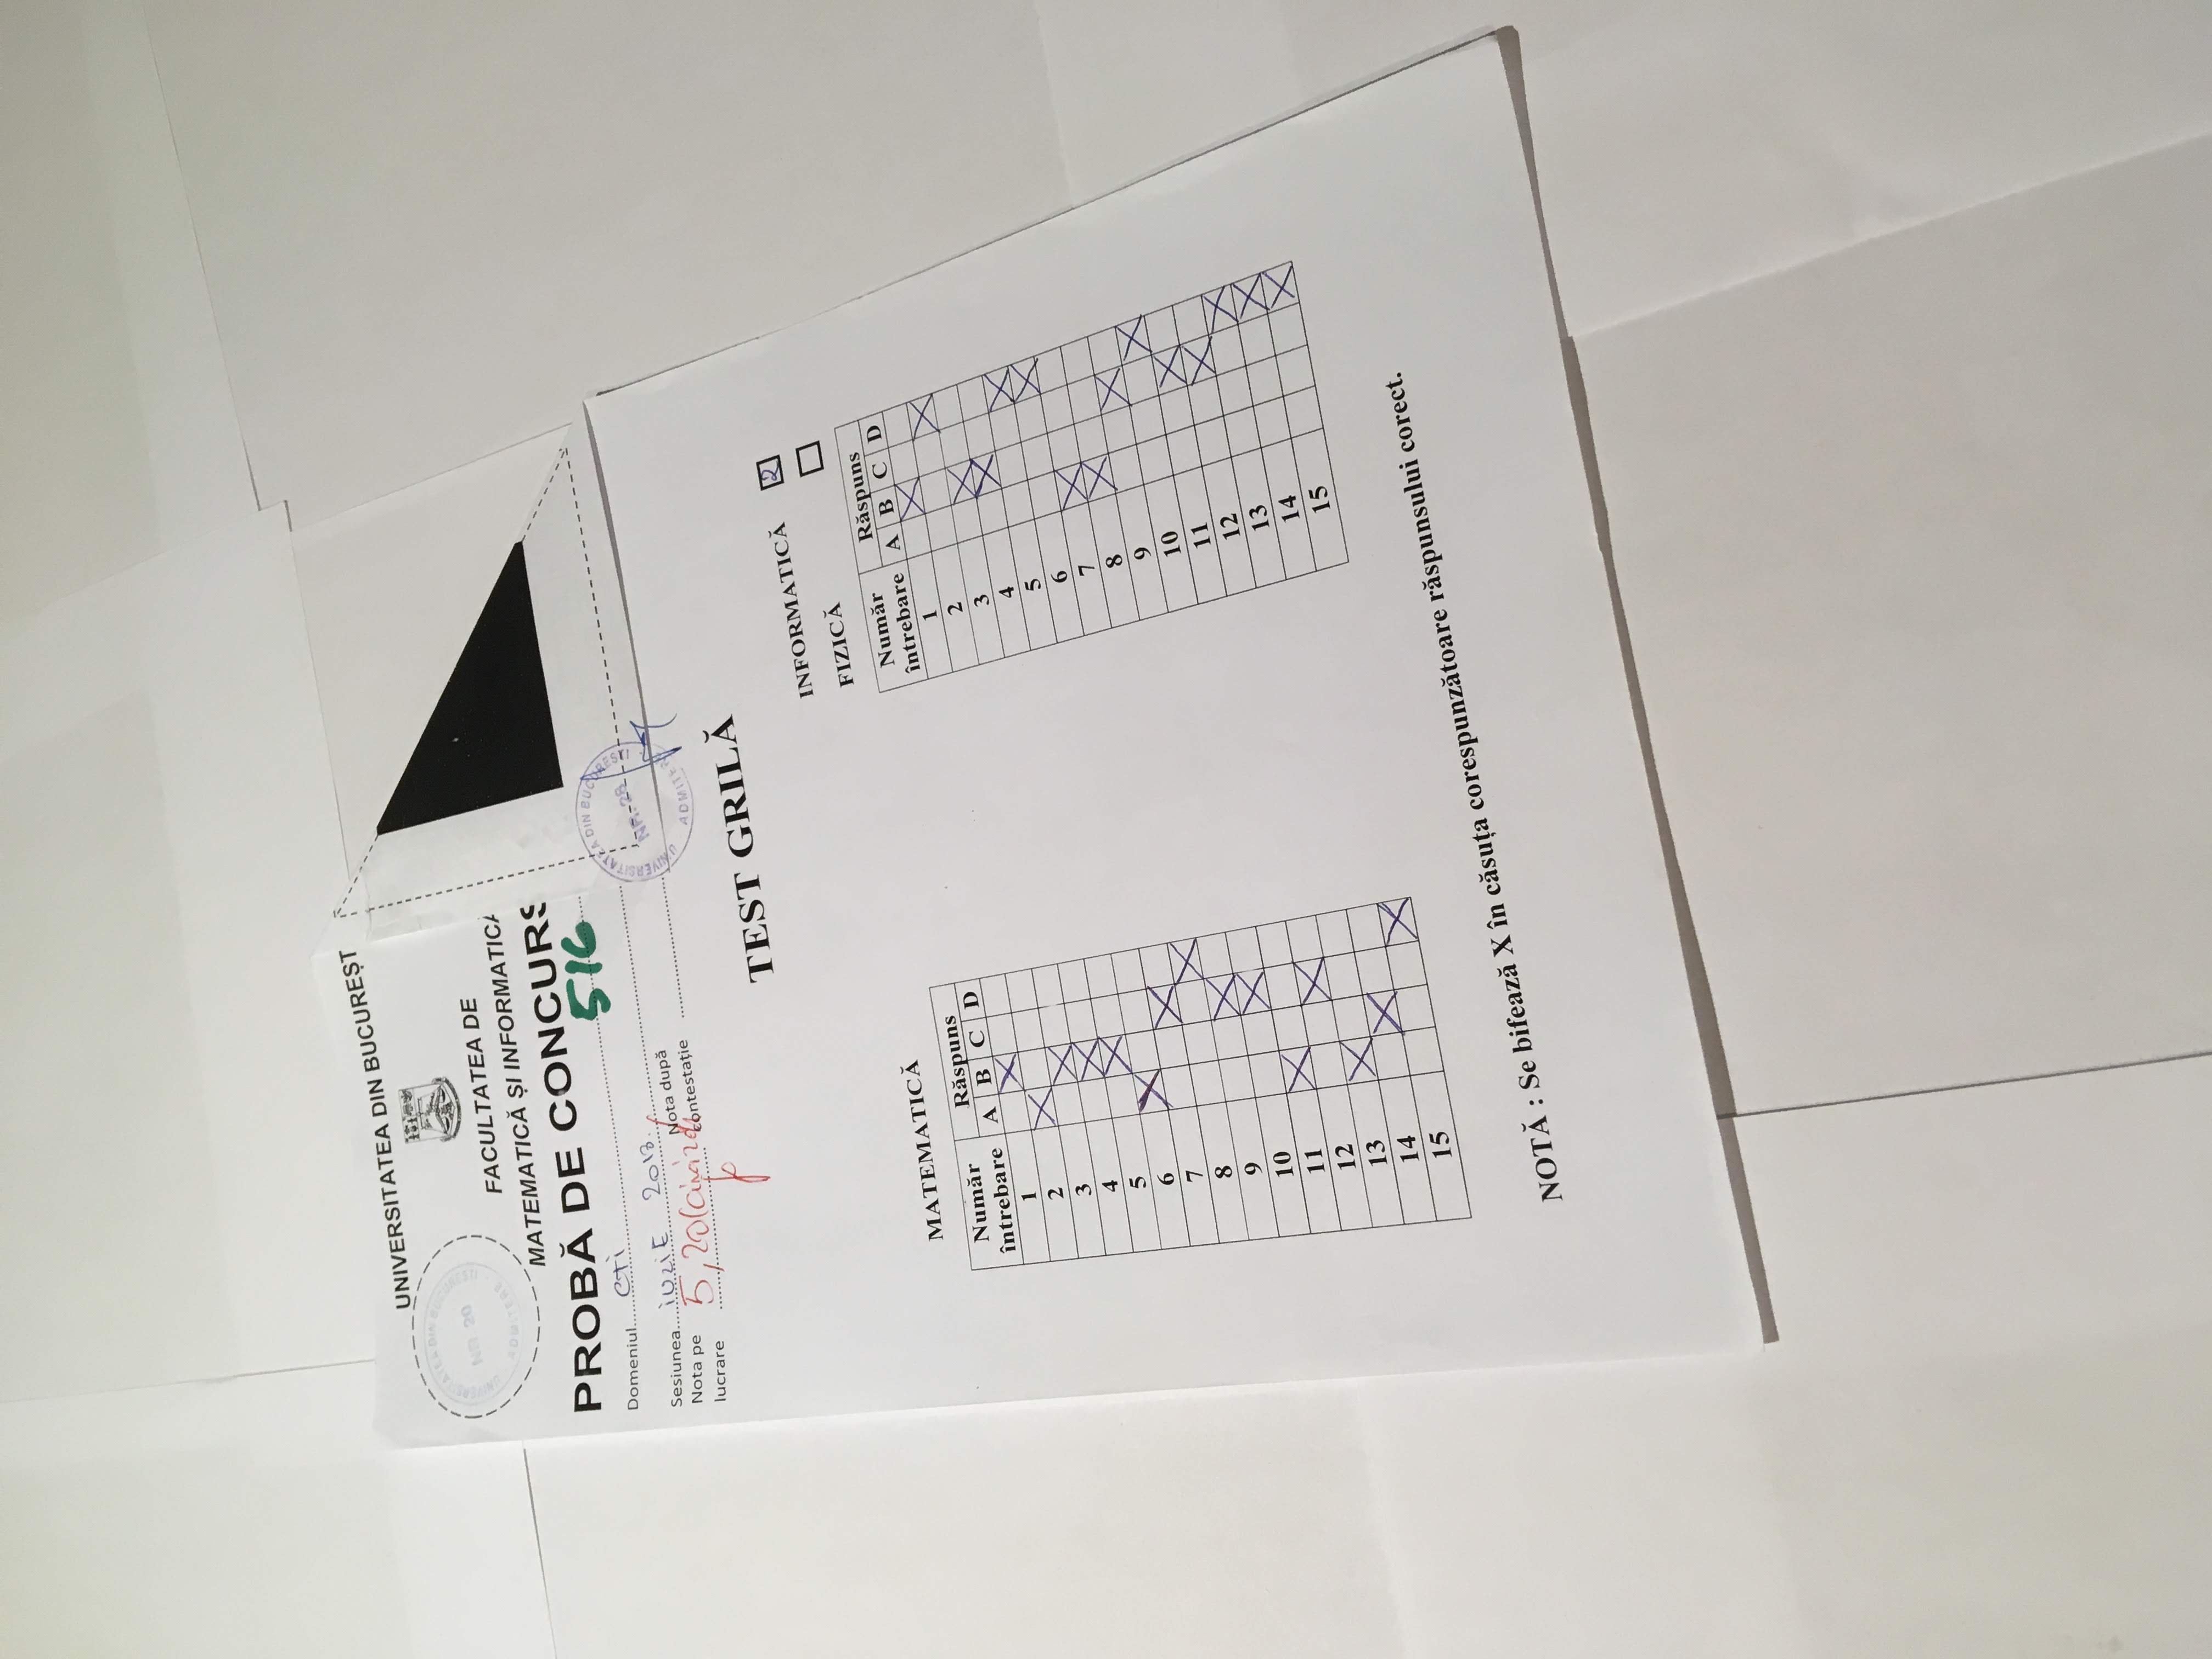 UNIVERSITATEA DIN BUCUREȘT
UNIVERSITATEA DIN BUCUREȘTI
NR. 20
ADMITERE
FACULTATEA DE
MATEMATICĂ ȘI INFORMATICĂ
PROBĂ DE CONCURS
516
Domeniul CTI
Sesiunea iuliE 2013.
Nota pe lucrare 5,20
Nota după contestație
UNIVERSITATEA DIN BUCUREȘTI
ADMITERE
TEST GRILĂ
INFORMATICĂ 2
FIZICĂ
MATEMATICĂ
Număr întrebare Răspuns
A B C D
1 X
2 X
3 X
4 X
5 X
6 X
7 X
8 X
9 X
10 X
11 X
12 X
13 X
14 X
15 X
Număr întrebare Răspuns
A B C D
1 X
2 X
3 X
4 X
5 X
6 X
7 X
8 X
9 X
10 X
11 X
12 X
13 X
14 X
15 X
NOTĂ : Se bifează X în căsuța corespunzătoare răspunsului corect.